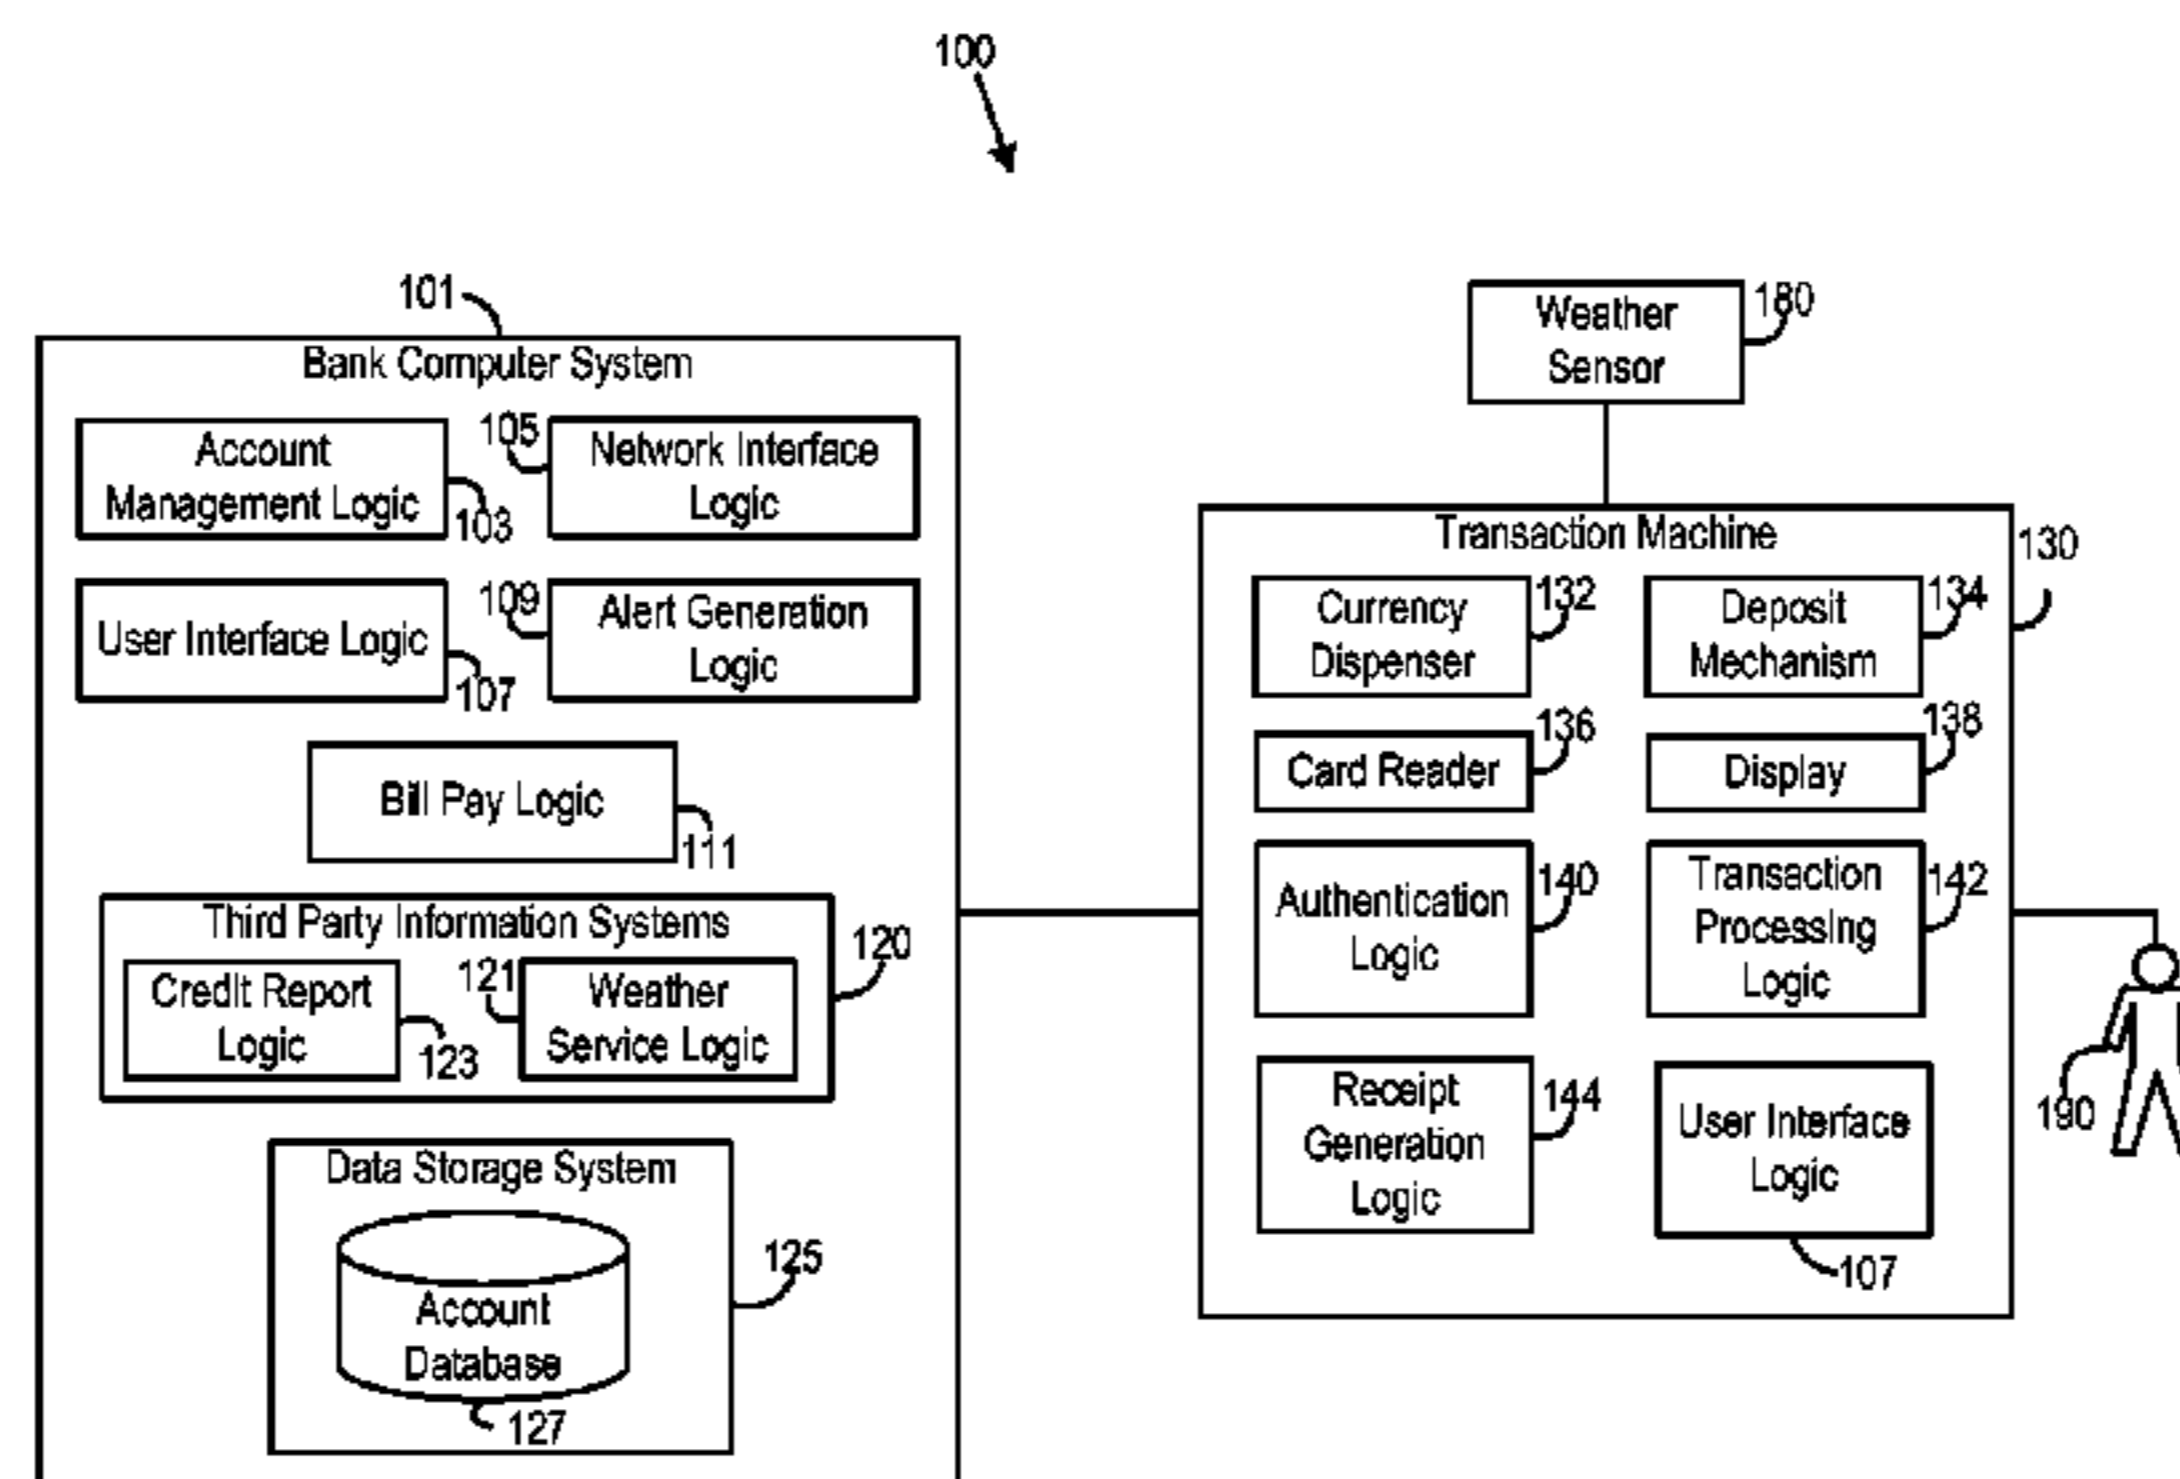 100
101
Bank Computer System
Account
Management Logic
103
105
Network Interface
Logic
User Interface Logic
107
109
Alert Generation
Logic
Bill Pay Logic
111
Third Party Information Systems
120
Credit Report
Logic
123
121
Weather
Service Logic
Data Storage System
125
Account
Database
127
Weather
Sensor
180
Transaction Machine
130
Currency
Dispenser
132
Deposit
Mechanism
134
Card Reader
136
Display
138
Authentication
Logic
140
Transaction
Processing
Logic
142
Receipt
Generation
Logic
144
User Interface
Logic
107
190